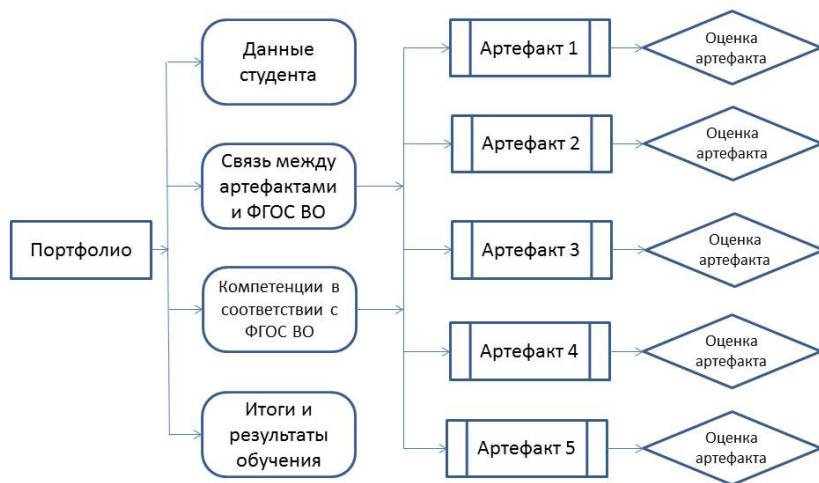 Портфолио
Данные
студента
Связь между
артефактами
и ФГОС ВО
Компетенции в
соответствии с
ФГОС ВО
Итоги и
результаты
обучения
Артефакт 1
Оценка
артефакта
Артефакт 2
Оценка
артефакта
Артефакт 3
Оценка
артефакта
Артефакт 4
Оценка
артефакта
Артефакт 5
Оценка
артефакта